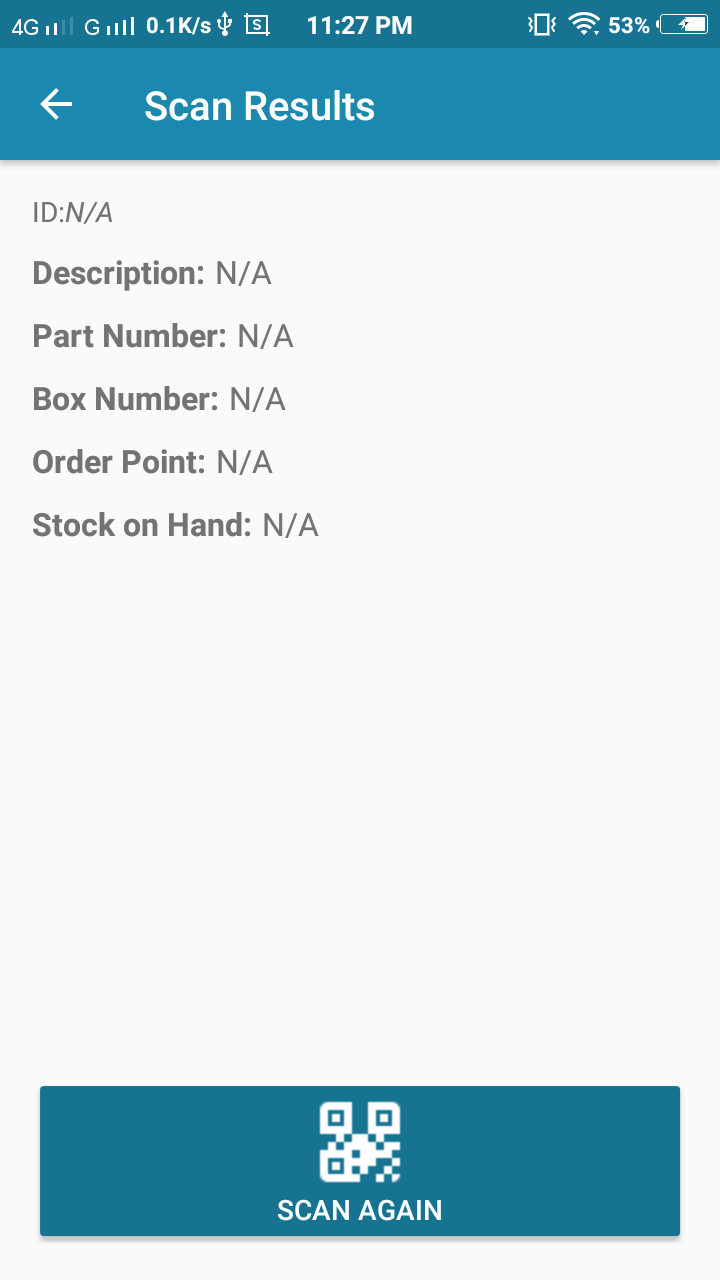 4G G 0.1K/s S 11:27 PM 53%
Scan Results
ID:N/A
Description: N/A
Part Number: N/A
Box Number: N/A
Order Point: N/A
Stock on Hand: N/A
SCAN AGAIN